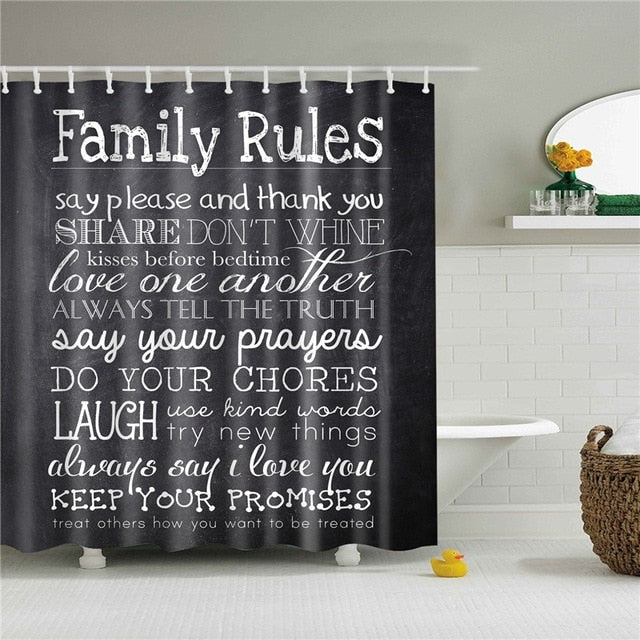 Family Rules
say please and thank you
SHARE DON'T WHINE
kisses before bedtime
love one another
ALWAYS TELL THE TRUTH
say your prayers
DO YOUR CHORES
LAUGH use kind words
try new things
always say i love you
KEEP YOUR PROMISES
treat others how you want to be treated